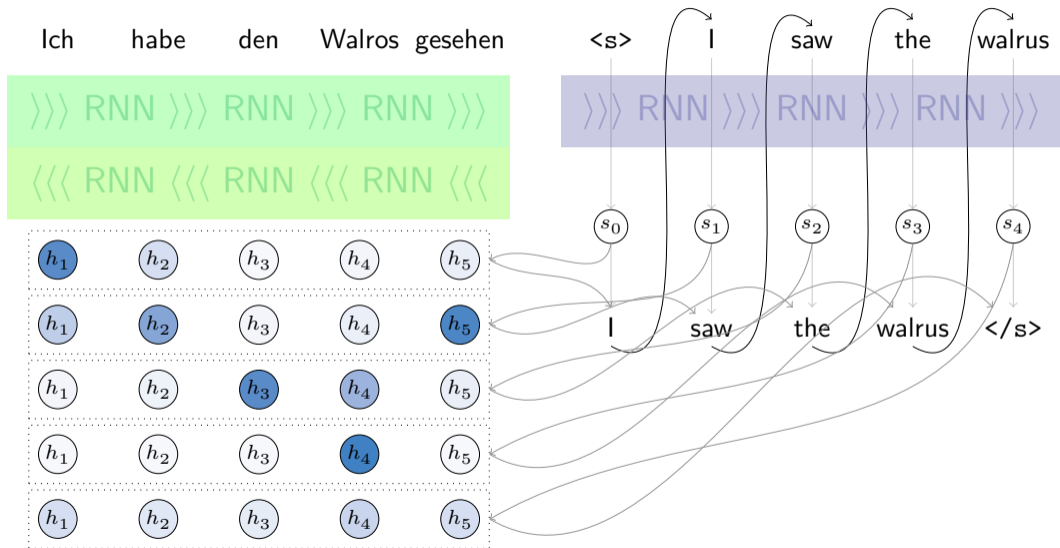 Ich habe den Walros gesehen <s> I saw the walrus
⟩⟩⟩ RNN ⟩⟩⟩ RNN ⟩⟩⟩ RNN ⟩⟩⟩ ⟩⟩⟩ RNN ⟩⟩⟩ RNN ⟩⟩⟩ RNN ⟩⟩⟩
⟨⟨⟨ RNN ⟨⟨⟨ RNN ⟨⟨⟨ RNN ⟨⟨⟨
s₀ s₁ s₂ s₃ s₄
h₁ h₂ h₃ h₄ h₅
h₁ h₂ h₃ h₄ h₅ I saw the walrus </s>
h₁ h₂ h₃ h₄ h₅
h₁ h₂ h₃ h₄ h₅
h₁ h₂ h₃ h₄ h₅